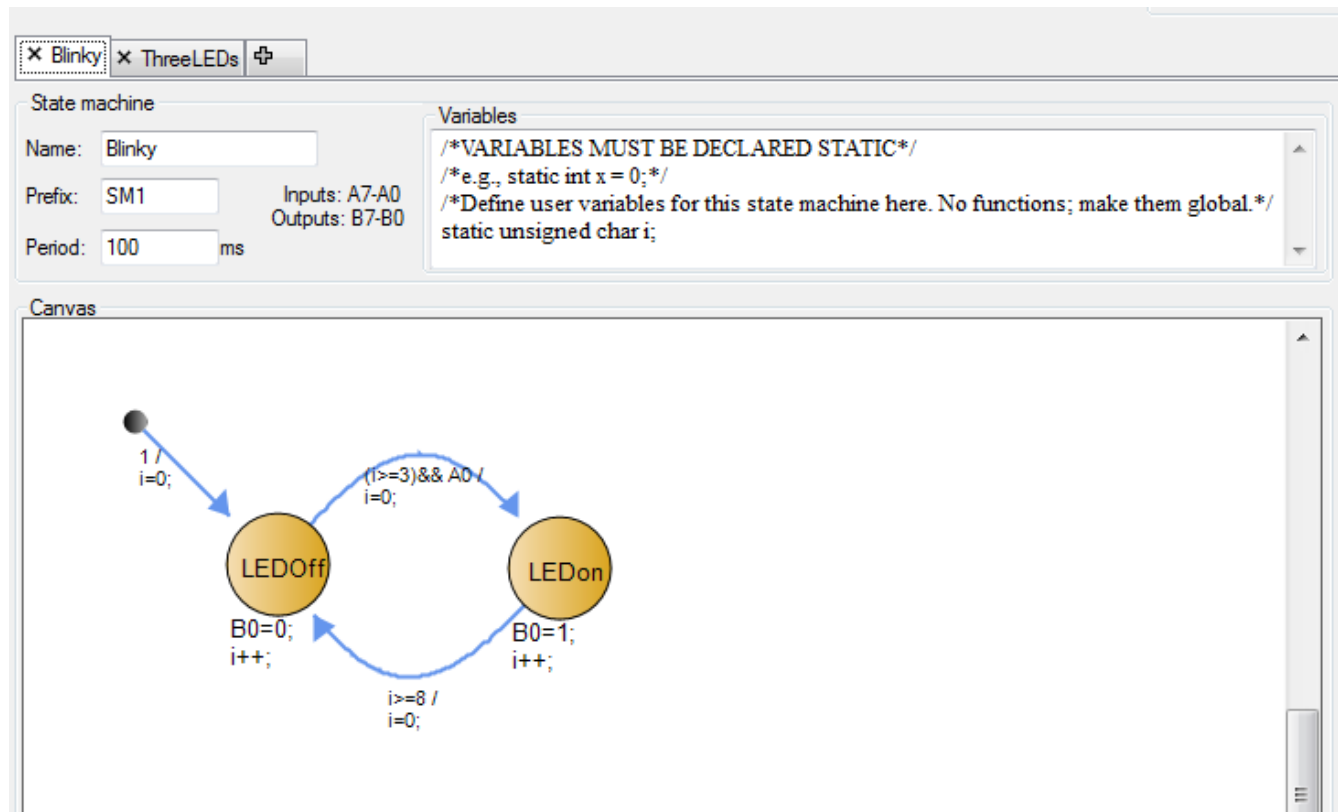 × Blinky × ThreeLEDs
State machine
Name: Blinky
Prefix: SM1
Period: 100 ms
Inputs: A7-A0
Outputs: B7-B0
Variables
/*VARIABLES MUST BE DECLARED STATIC*/
/*e.g., static int x = 0;*/
/*Define user variables for this state machine here. No functions; make them global.*/
static unsigned char i;
Canvas
1 /
i=0;
(i>=3)&& A0 /
i=0;
LEDOff
LEDon
B0=0;
i++;
B0=1;
i++;
i>=8 /
i=0;